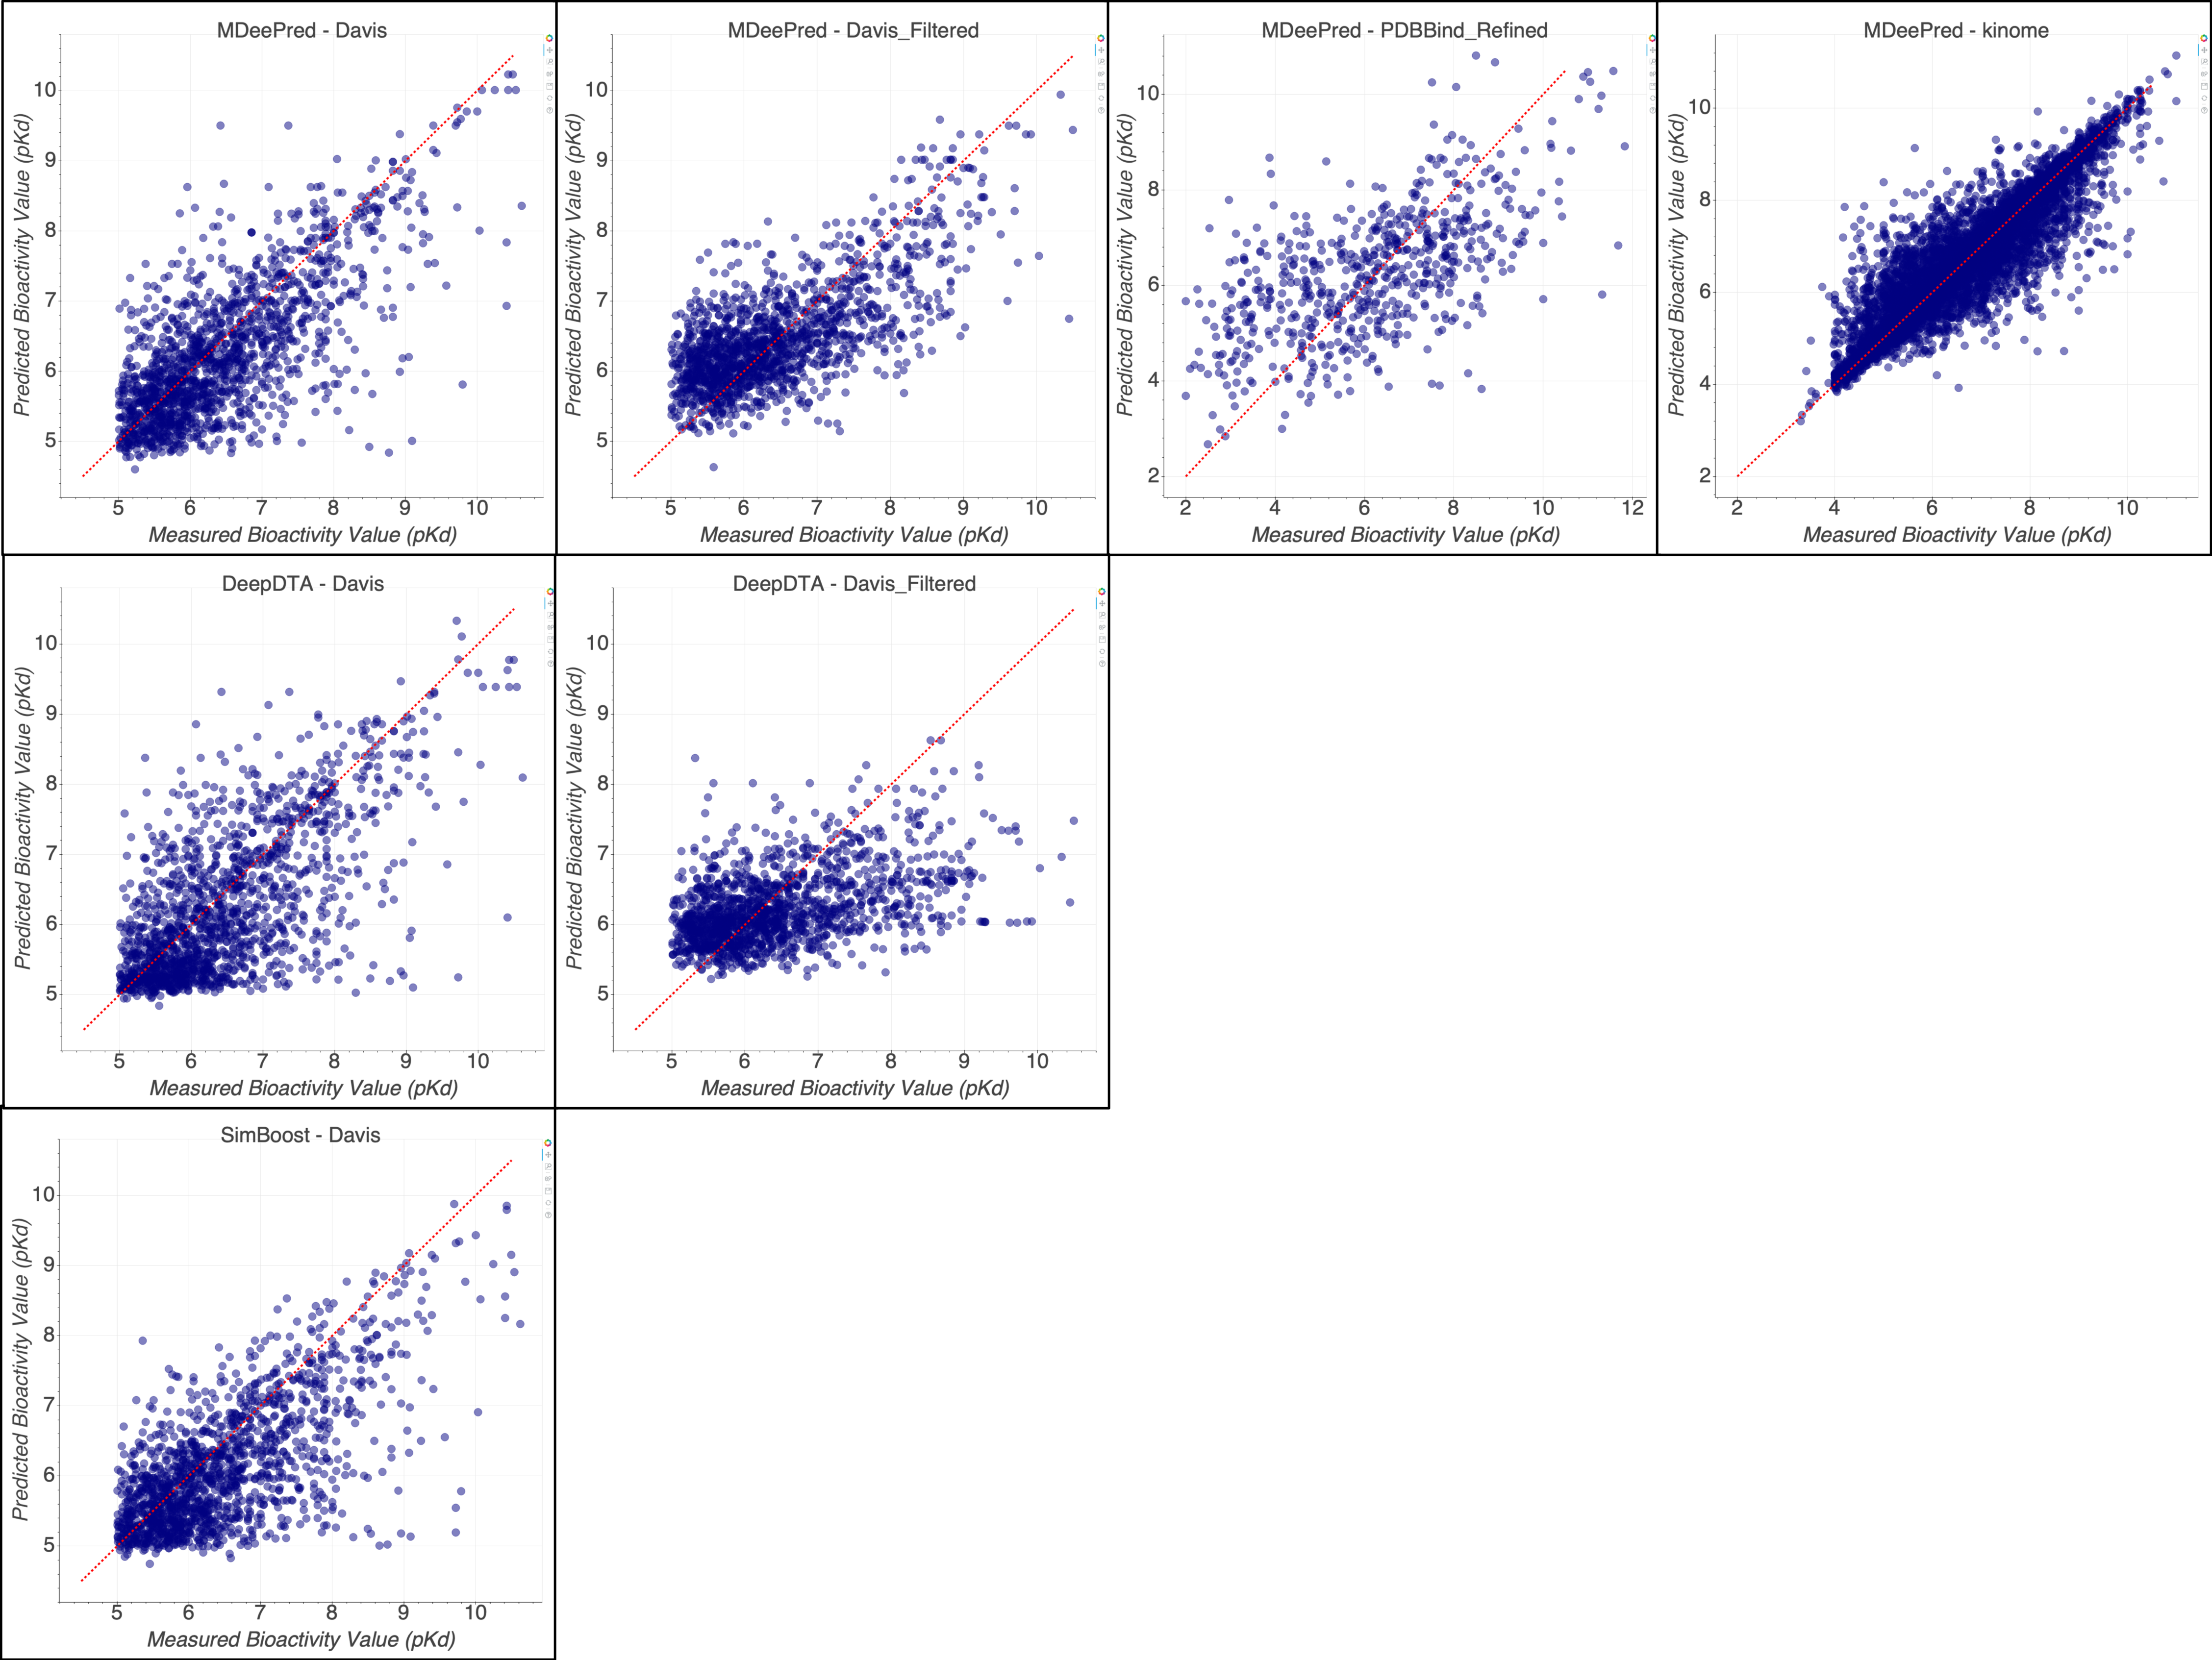 MDeePred - Davis
10
9
8
7
6
5
Predicted Bioactivity Value (pKd)
5 6 7 8 9 10
Measured Bioactivity Value (pKd)
MDeePred - Davis_Filtered
10
9
8
7
6
5
Predicted Bioactivity Value (pKd)
5 6 7 8 9 10
Measured Bioactivity Value (pKd)
MDeePred - PDBBind_Refined
10
8
6
4
2
Predicted Bioactivity Value (pKd)
2 4 6 8 10 12
Measured Bioactivity Value (pKd)
MDeePred - kinome
10
8
6
4
2
Predicted Bioactivity Value (pKd)
2 4 6 8 10
Measured Bioactivity Value (pKd)
DeepDTA - Davis
10
9
8
7
6
5
Predicted Bioactivity Value (pKd)
5 6 7 8 9 10
Measured Bioactivity Value (pKd)
DeepDTA - Davis_Filtered
10
9
8
7
6
5
Predicted Bioactivity Value (pKd)
5 6 7 8 9 10
Measured Bioactivity Value (pKd)
SimBoost - Davis
10
9
8
7
6
5
Predicted Bioactivity Value (pKd)
5 6 7 8 9 10
Measured Bioactivity Value (pKd)